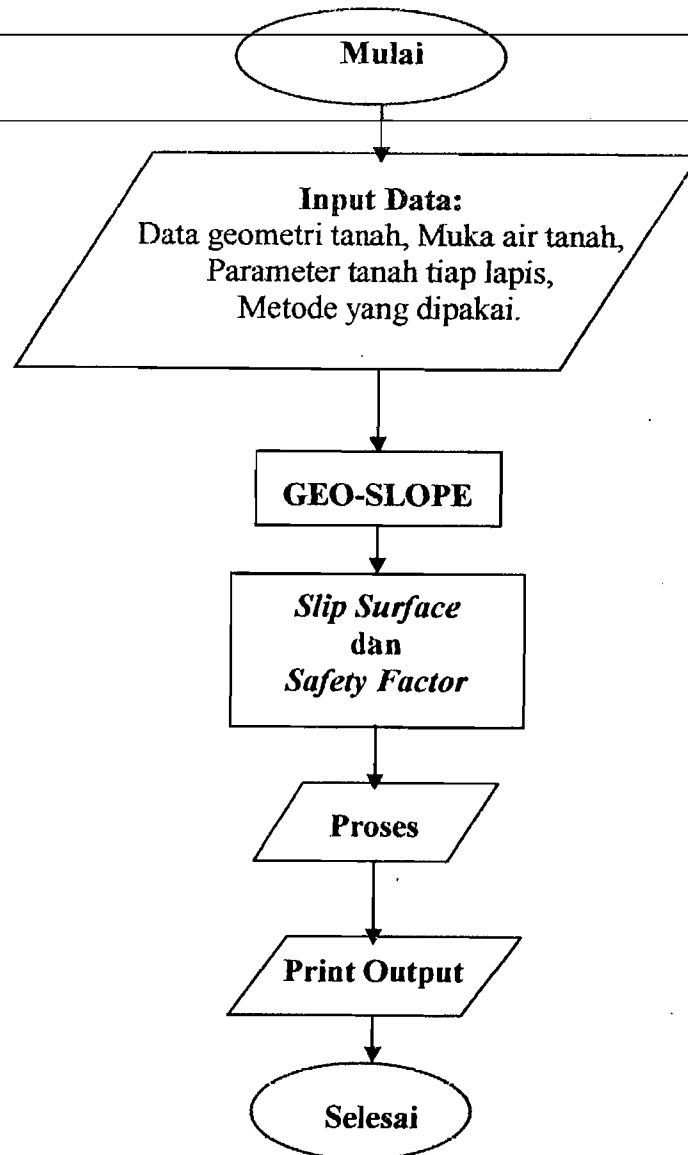 Mulai
Input Data:
Data geometri tanah, Muka air tanah,
Parameter tanah tiap lapis,
Metode yang dipakai.
GEO-SLOPE
Slip Surface
dan
Safety Factor
Proses
Print Output
Selesai